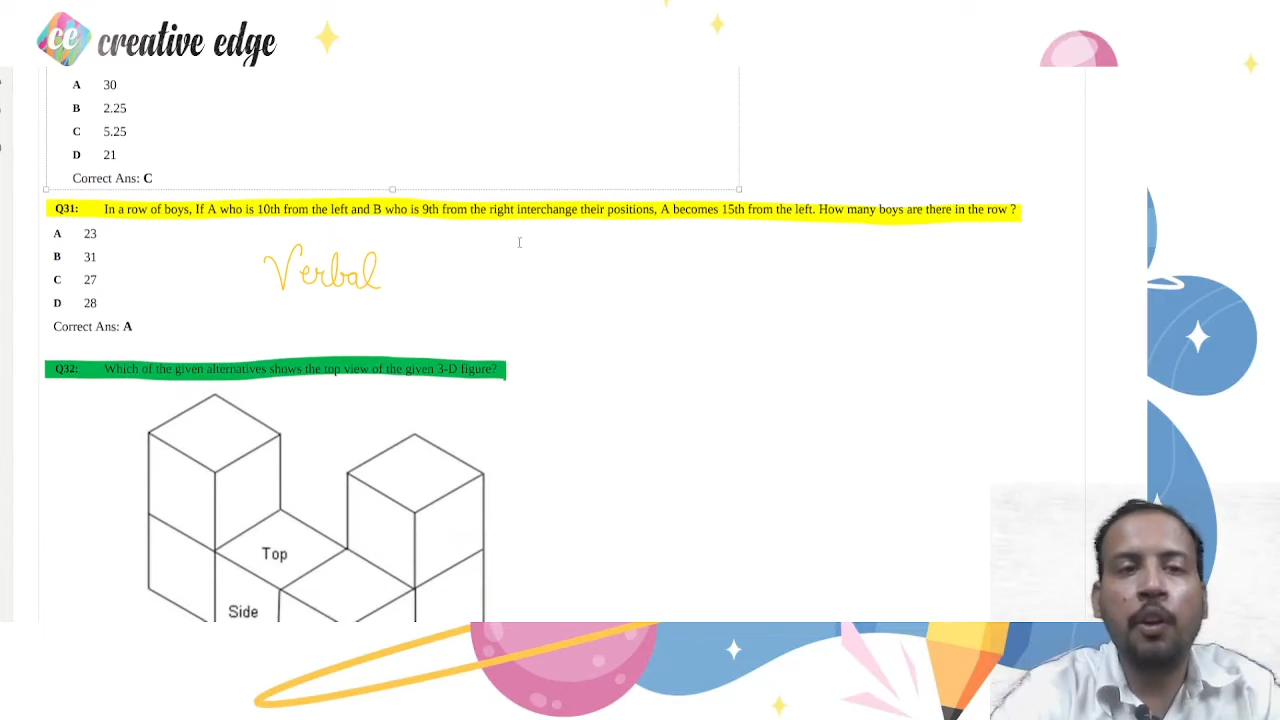 ce creative edge
A 30
B 2.25
C 5.25
D 21
Correct Ans: C
Q31: In a row of boys, If A who is 10th from the left and B who is 9th from the right interchange their positions, A becomes 15th from the left. How many boys are there in the row ?
A 23
B 31
C 27
D 28
Correct Ans: A
Verbal
Q32: Which of the given alternatives shows the top view of the given 3-D figure?
Top
Side